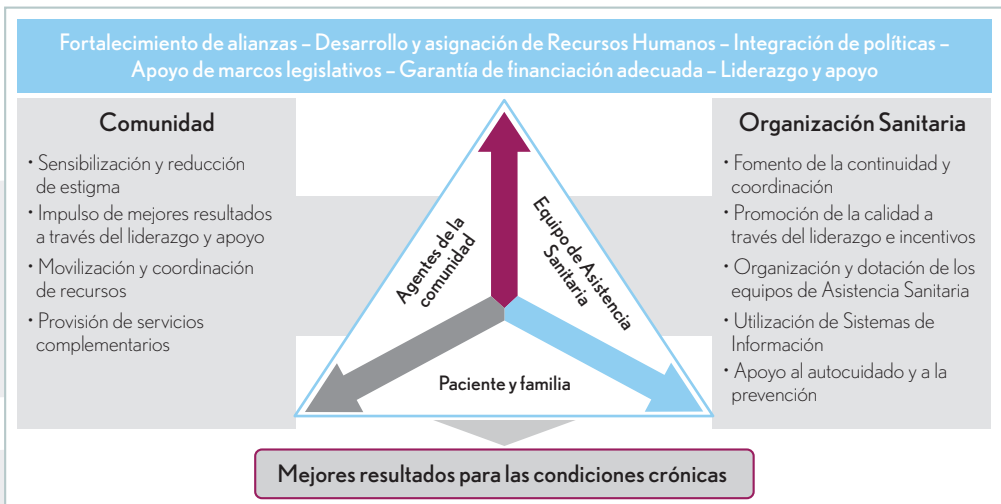 Fortalecimiento de alianzas – Desarrollo y asignación de Recursos Humanos – Integración de políticas –
Apoyo de marcos legislativos – Garantía de financiación adecuada – Liderazgo y apoyo
Comunidad
• Sensibilización y reducción
de estigma
• Impulso de mejores resultados
a través del liderazgo y apoyo
• Movilización y coordinación
de recursos
• Provisión de servicios
complementarios
Agentes de la
comunidad
Equipo de Asistencia
Sanitaria
Paciente y familia
Organización Sanitaria
• Fomento de la continuidad y
coordinación
• Promoción de la calidad a
través del liderazgo e incentivos
• Organización y dotación de los
equipos de Asistencia Sanitaria
• Utilización de Sistemas de
Información
• Apoyo al autocuidado y a la
prevención
Mejores resultados para las condiciones crónicas